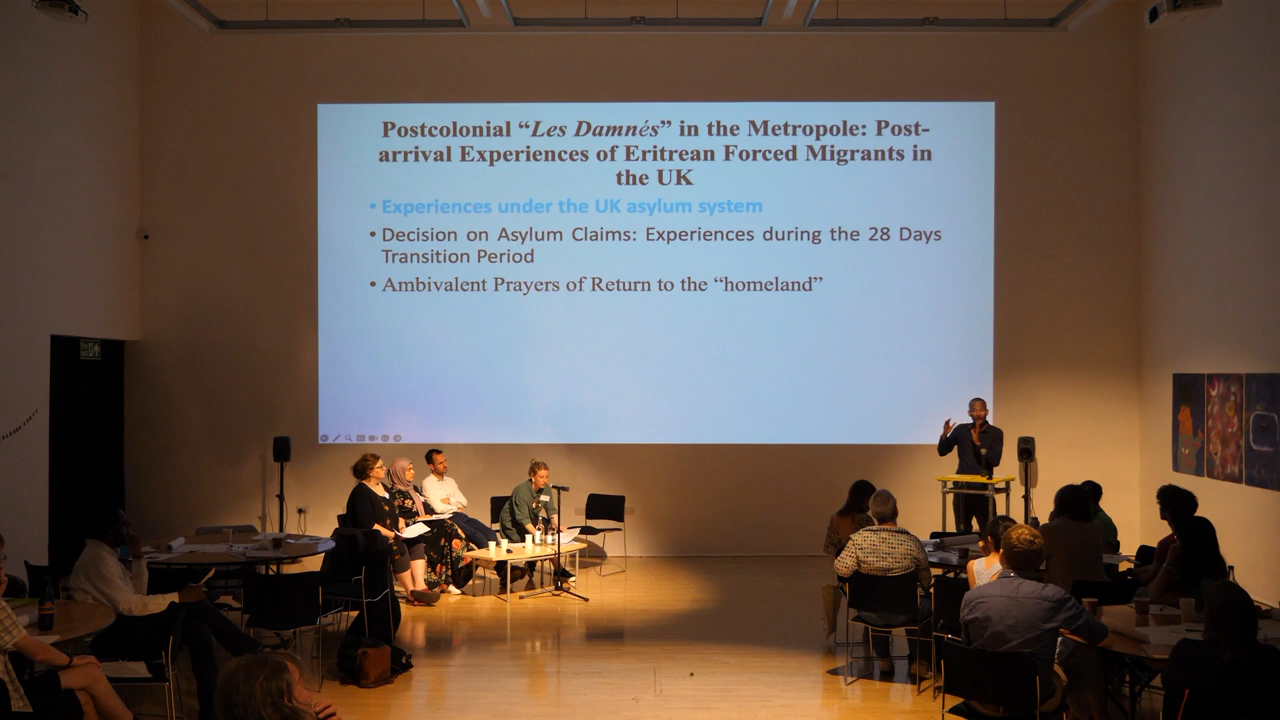 Postcolonial “Les Damnés” in the Metropole: Post-
arrival Experiences of Eritrean Forced Migrants in
the UK
• Experiences under the UK asylum system
• Decision on Asylum Claims: Experiences during the 28 Days
Transition Period
• Ambivalent Prayers of Return to the “homeland”